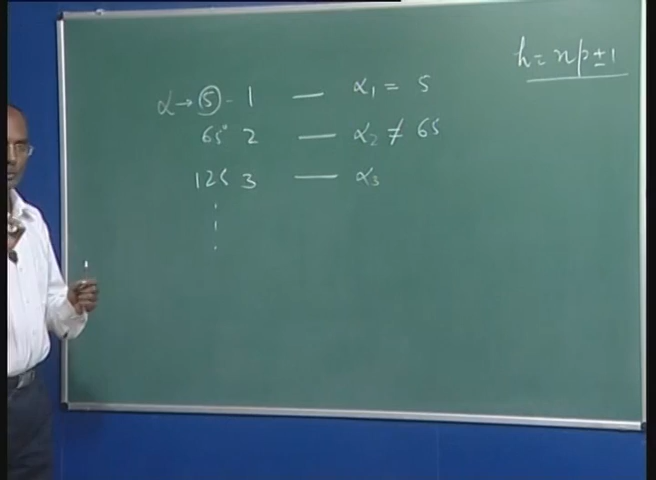 h = np ± 1
α → 5 - 1 — α₁ = 5
65° 2 — α₂ ≠ 65
125 3 — α₃